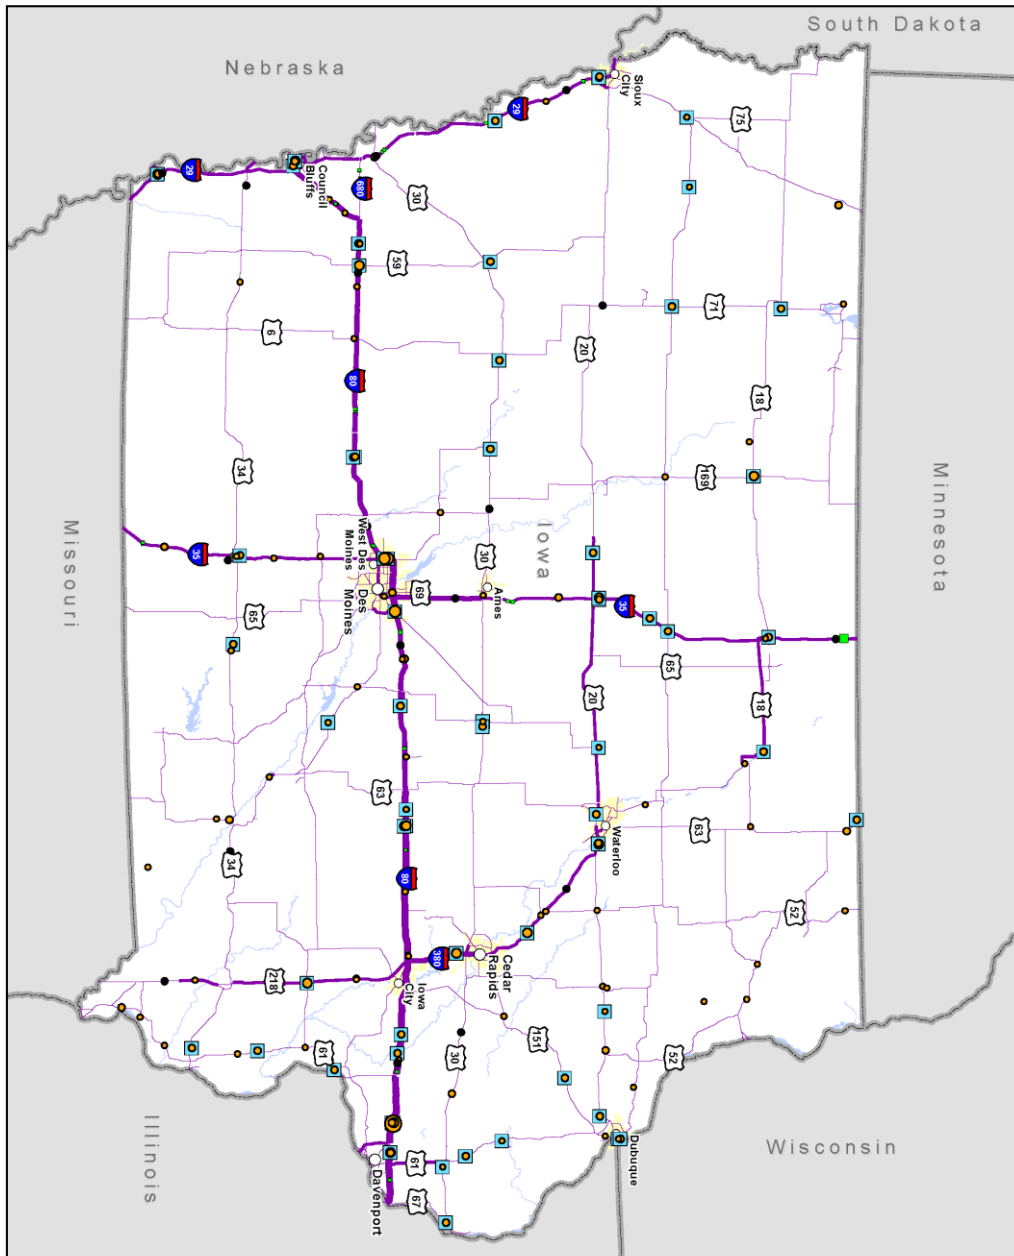 South Dakota
Nebraska
Minnesota
Iowa
Missouri
Wisconsin
Illinois
Sioux
City
Council
Bluffs
West Des
Moines
Des
Moines
Ames
Waterloo
Cedar
Rapids
Iowa
City
Dubuque
Davenport
29
75
29
680
30
59
71
6
20
80
18
34
169
35
30
69
35
65
65
20
18
63
63
34
80
52
380
218
151
61
30
52
61
67